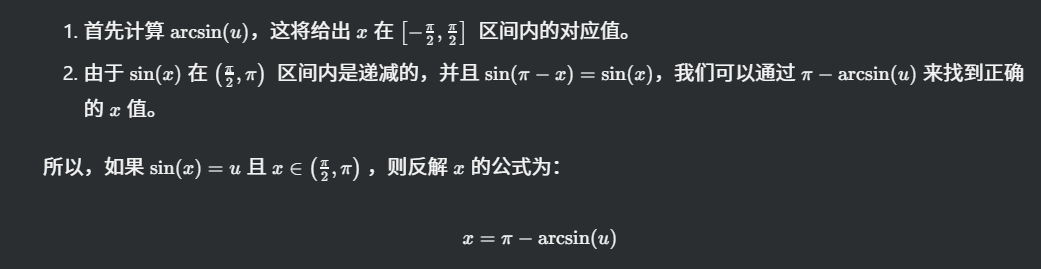 1. 首先计算 arcsin(u)，这将给出 x 在 [−π/2, π/2] 区间内的对应值。
2. 由于 sin(x) 在 (π/2, π) 区间内是递减的，并且 sin(π − x) = sin(x)，我们可以通过 π − arcsin(u) 来找到正确
的 x 值。
所以，如果 sin(x) = u 且 x ∈ (π/2, π)，则反解 x 的公式为：
x = π − arcsin(u)